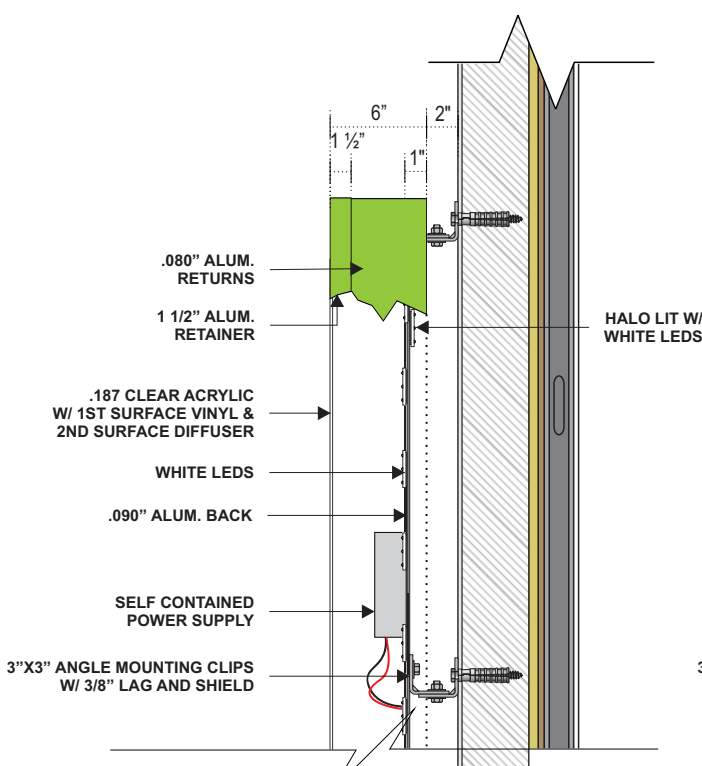 6”
2"
1 ½”
1"
.080” ALUM.
RETURNS
1 1/2” ALUM.
RETAINER
HALO LIT W/
WHITE LEDS
.187 CLEAR ACRYLIC
W/ 1ST SURFACE VINYL &
2ND SURFACE DIFFUSER
WHITE LEDS
.090” ALUM. BACK
SELF CONTAINED
POWER SUPPLY
3”X3” ANGLE MOUNTING CLIPS
W/ 3/8” LAG AND SHIELD
3